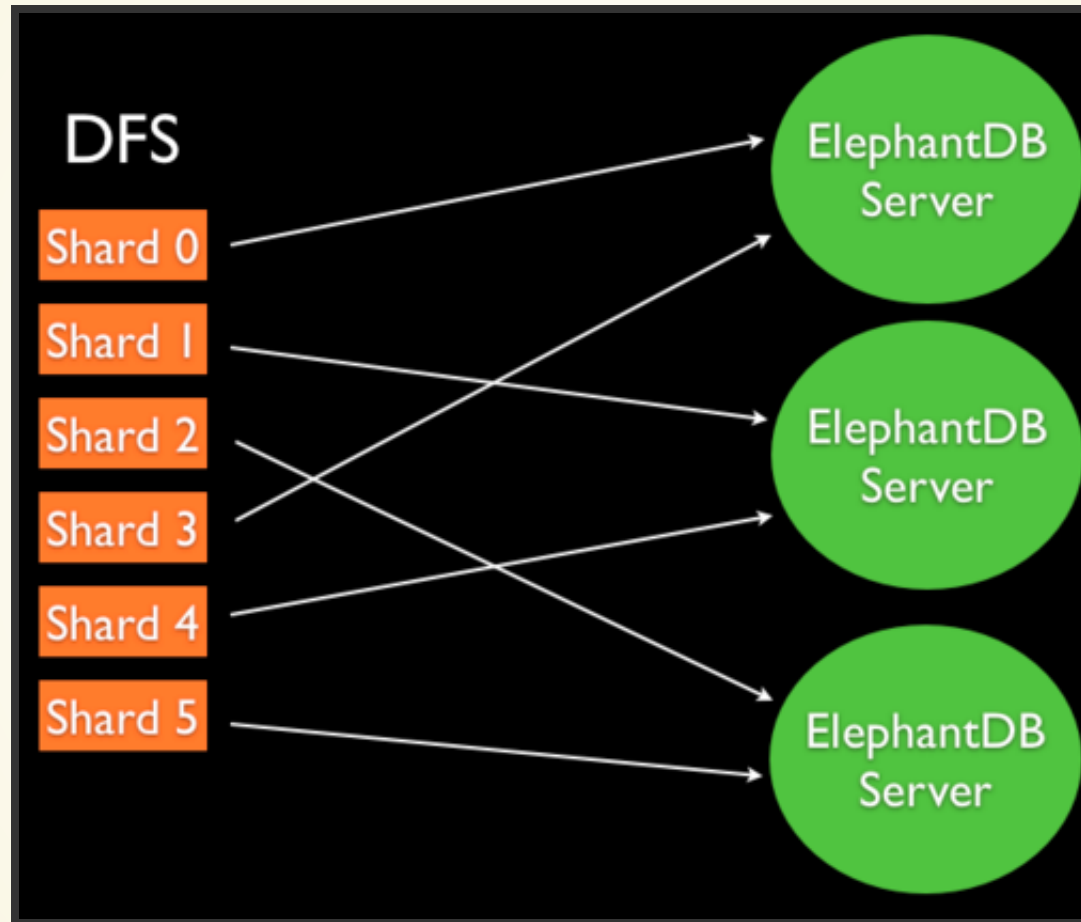 DFS
Shard 0
Shard 1
Shard 2
Shard 3
Shard 4
Shard 5
ElephantDB
Server
ElephantDB
Server
ElephantDB
Server